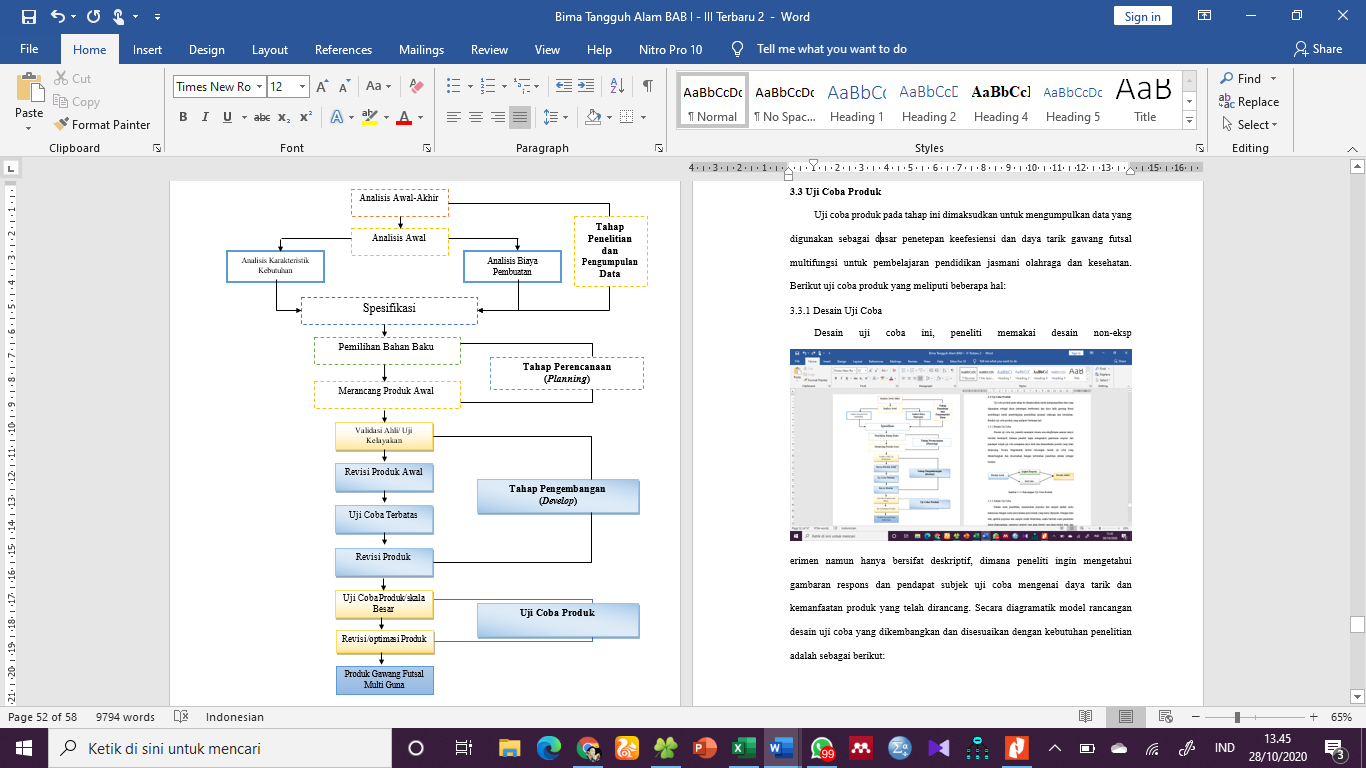 Bima Tangguh Alam BAB I - III Terbaru 2 - Word
Sign in
File
Home
Insert
Design
Layout
References
Mailings
Review
View
Help
Nitro Pro 10
Tell me what you want to do
Share
Paste
Cut
Copy
Format Painter
Clipboard
Times New Ro
12
Font
Paragraph
AaBbCcDc
¶ Normal
AaBbCcDc
¶ No Spac...
AaBbCc
Heading 1
AaBbCcD
Heading 2
AaBbCcI
Heading 4
AaBbCcDc
Heading 5
AaB
Title
Styles
Find
Replace
Select
Editing
Analisis Awal-Akhir
Analisis Awal
Analisis Karakteristik
Kebutuhan
Analisis Biaya
Pembuatan
Tahap
Penelitian
dan
Pengumpulan
Data
Spesifikasi
Pemilihan Bahan Baku
Tahap Perencanaan
(Planning)
Merancang Produk Awal
Validasi Ahli/ Uji
Kelayakan
Revisi Produk Awal
Tahap Pengembangan
(Develop)
Uji Coba Terbatas
Revisi Produk
Uji Coba Produk/skala
Besar
Uji Coba Produk
Revisi/optimasi Produk
Produk Gawang Futsal
Multi Guna
3.3 Uji Coba Produk
Uji coba produk pada tahap ini dimaksudkan untuk mengumpulkan data yang
digunakan sebagai dasar penetepan keefesiensi dan daya tarik gawang futsal
multifungsi untuk pembelajaran pendidikan jasmani olahraga dan kesehatan.
Berikut uji coba produk yang meliputi beberapa hal:
3.3.1 Desain Uji Coba
Desain uji coba ini, peneliti memakai desain non-eksp
erimen namun hanya bersifat deskriptif, dimana peneliti ingin mengetahui
gambaran respons dan pendapat subjek uji coba mengenai daya tarik dan
kemanfaatan produk yang telah dirancang. Secara diagramatik model rancangan
desain uji coba yang dikembangkan dan disesuaikan dengan kebutuhan penelitian
adalah sebagai berikut:
Page 52 of 58
9794 words
Indonesian
65%
Ketik di sini untuk mencari
99
IND
13.45
28/10/2020
3